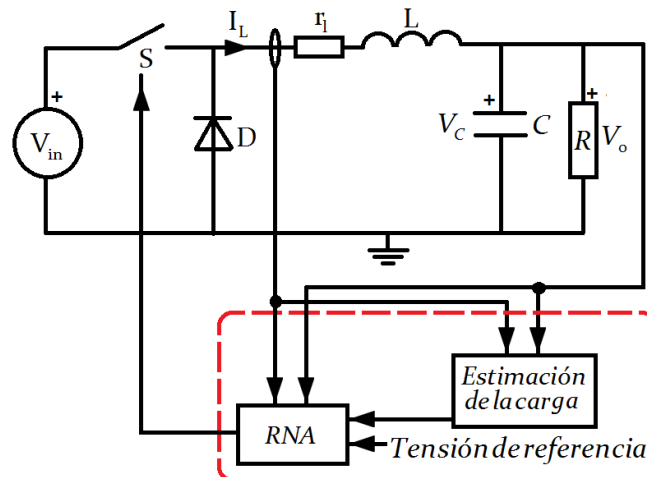 I_L
r_l
L
S
+
V_in
D
+
V_C
C
+
R
V_o
Estimación
de la carga
RNA
Tensión de referencia